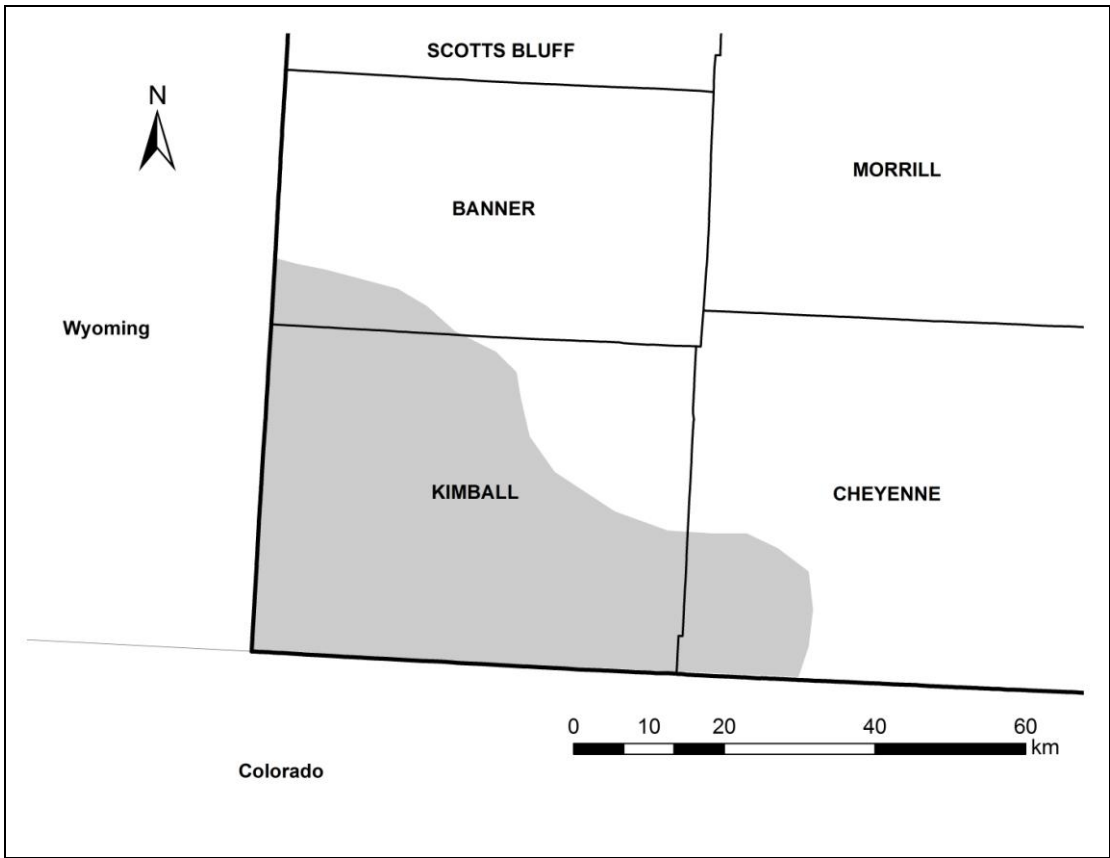 SCOTTS BLUFF
N
MORRILL
BANNER
Wyoming
KIMBALL
CHEYENNE
0 10 20 40 60
km
Colorado